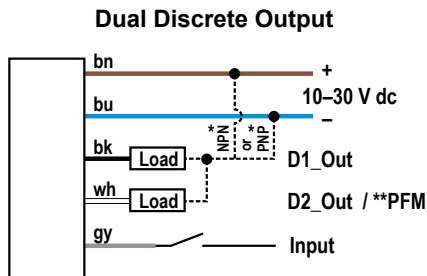 Dual Discrete Output
bn
+
10–30 V dc
bu
–
* NPN
or
* PNP
bk
Load
D1_Out
wh
Load
D2_Out / **PFM
gy
Input